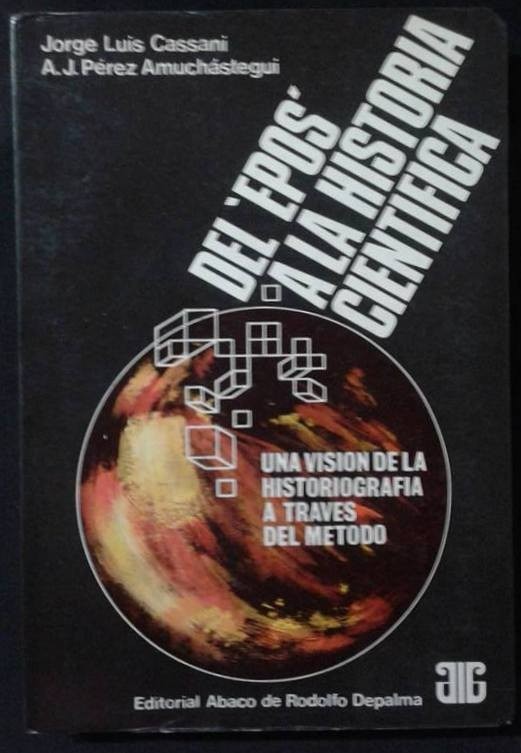 Jorge Luis Cassani
A. J. Pérez Amuchástegui
DEL 'EPOS'
A LA HISTORIA
CIENTIFICA
UNA VISION DE LA
HISTORIOGRAFIA
A TRAVES
DEL METODO
Editorial Abaco de Rodolfo Depalma